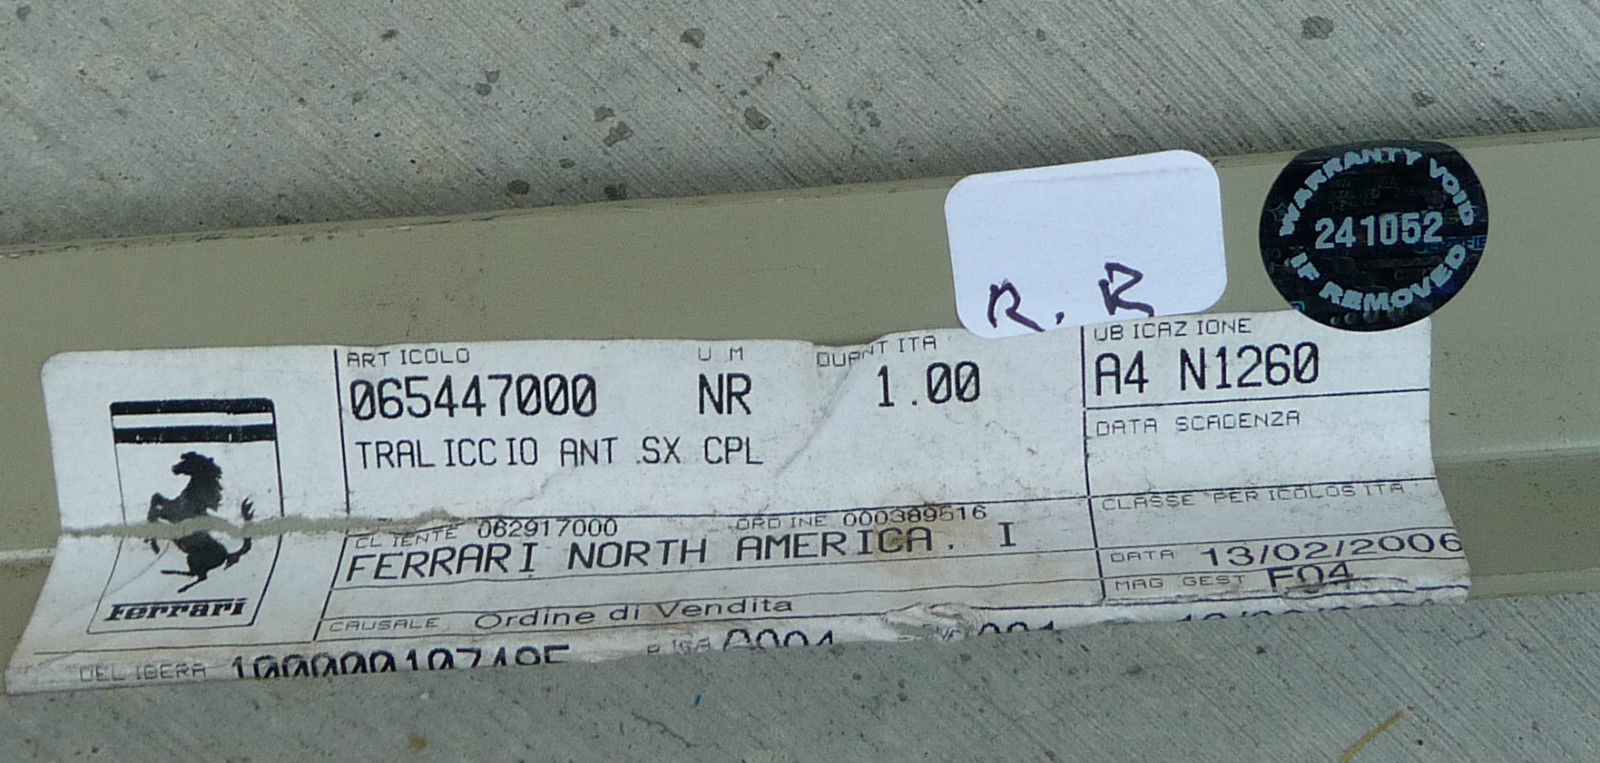 WARRANTY VOID
241052
IF REMOVED
R.R
ARTICOLO UM QUANTITA UBICAZIONE
065447000 NR 1.00 A4 N1260
TRALICCIO ANT.SX CPL DATA SCADENZA
CLIENTE 062917000 ORDINE 000389516 CLASSE PERICOLOSITA
FERRARI NORTH AMERICA. I DATA 13/02/2006
Ferrari
CAUSALE Ordine di Vendita MAG GEST F04
DELIBERA